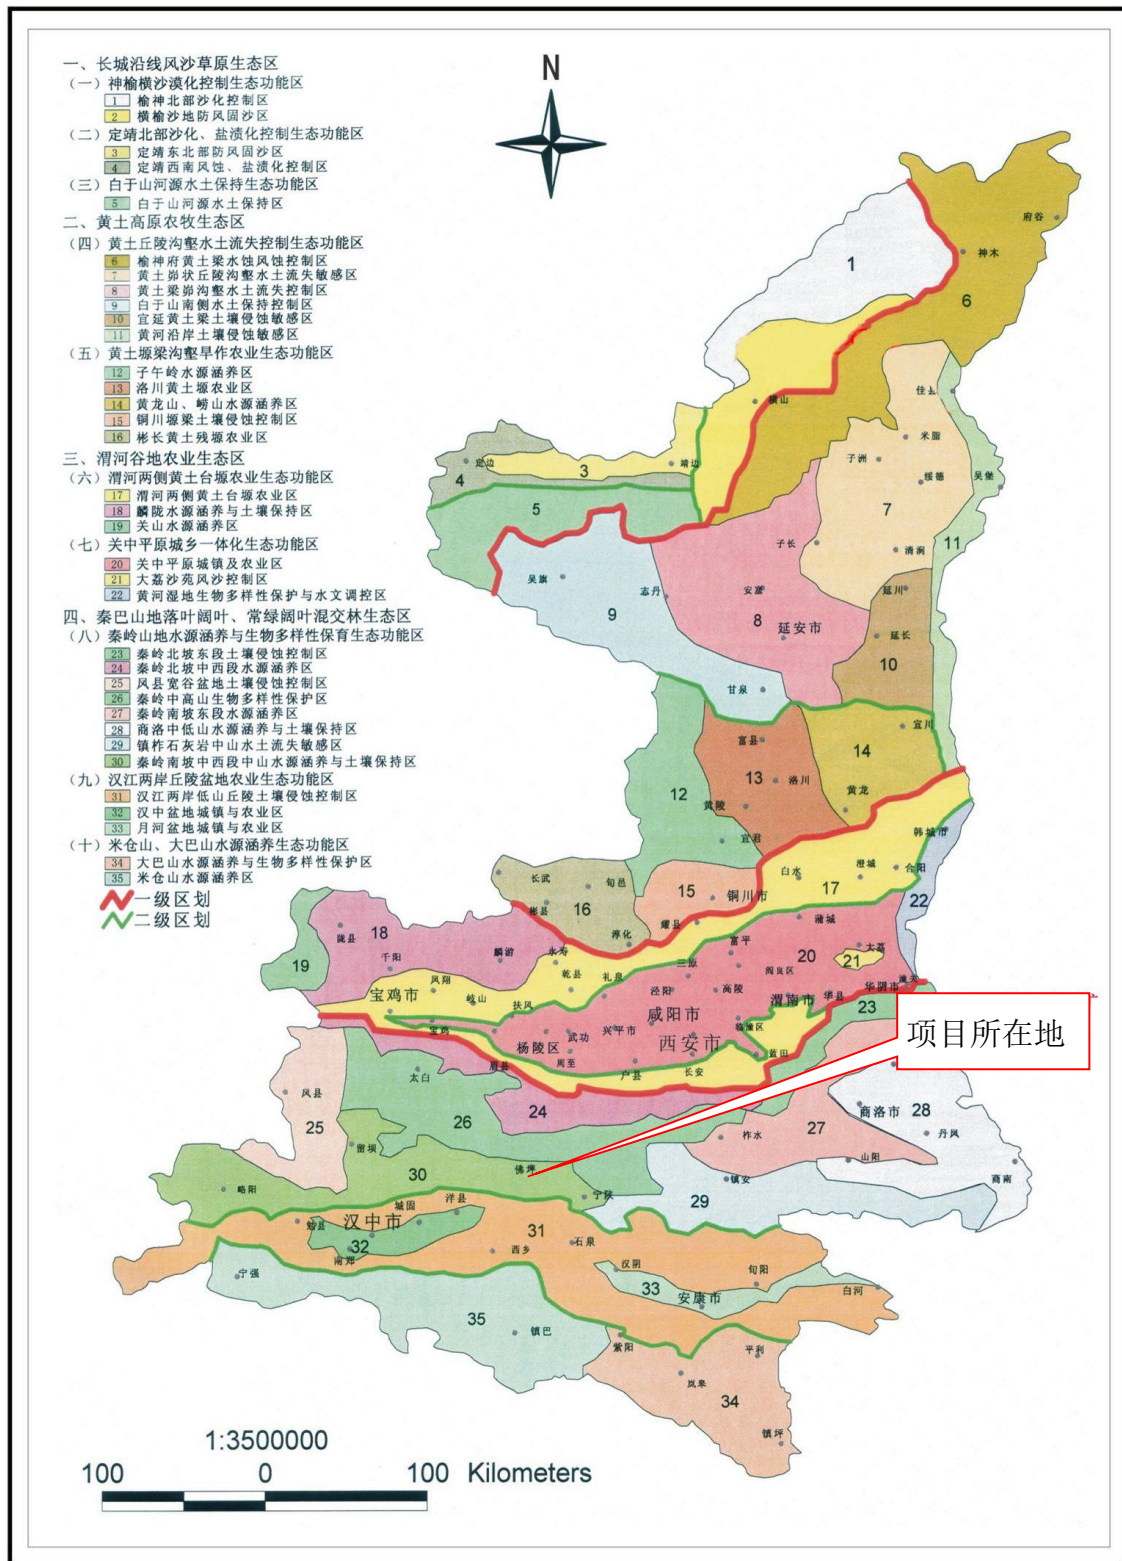 一、长城沿线风沙草原生态区
（一）神榆横沙漠化控制生态功能区
1 榆神北部沙化控制区
2 横榆沙地防风固沙区
（二）定靖北部沙化、盐渍化控制生态功能区
3 定靖东北部防风固沙区
4 定靖西南风蚀、盐渍化控制区
（三）白于山河源水土保持生态功能区
5 白于山河源水土保持区
二、黄土高原农牧生态区
（四）黄土丘陵沟壑水土流失控制生态功能区
6 榆神府黄土梁水蚀风蚀控制区
7 黄土峁状丘陵沟壑水土流失敏感区
8 黄土梁峁沟壑水土流失控制区
9 白于山南侧水土保持控制区
10 宜延黄土梁土壤侵蚀敏感区
11 黄河沿岸土壤侵蚀敏感区
（五）黄土塬梁沟壑旱作农业生态功能区
12 子午岭水源涵养区
13 洛川黄土塬农业区
14 黄龙山、崂山水源涵养区
15 铜川塬梁土壤侵蚀控制区
16 彬长黄土残塬农业区
三、渭河谷地农业生态区
（六）渭河两侧黄土台塬农业生态功能区
17 渭河两侧黄土台塬农业区
18 麟陇水源涵养与土壤保持区
19 关山水源涵养区
（七）关中平原城乡一体化生态功能区
20 关中平原城镇及农业区
21 大荔沙苑风沙控制区
22 黄河湿地生物多样性保护与水文调控区
四、秦巴山地落叶阔叶、常绿阔叶混交林生态区
（八）秦岭山地水源涵养与生物多样性保育生态功能区
23 秦岭北坡东段土壤侵蚀控制区
24 秦岭北坡中西段水源涵养区
25 凤县宽谷盆地土壤侵蚀控制区
26 秦岭中高山生物多样性保护区
27 秦岭南坡东段水源涵养区
28 商洛中低山水源涵养与土壤保持区
29 镇柞石灰岩中山水土流失敏感区
30 秦岭南坡中西段中山水源涵养与土壤保持区
（九）汉江两岸丘陵盆地农业生态功能区
31 汉江两岸低山丘陵土壤侵蚀控制区
32 汉中盆地城镇与农业区
33 月河盆地城镇与农业区
（十）米仓山、大巴山水源涵养生态功能区
34 大巴山水源涵养与生物多样性保护区
35 米仓山水源涵养区
一级区划
二级区划
N
府谷
神木
1
6
横山
佳县
米脂
子洲
绥德
吴堡
定边
3
靖边
4
5
7
子长
清涧
11
吴旗
志丹
安塞
延川
9
8
延安市
延长
10
甘泉
宜川
富县
14
13
洛川
12
黄陵
黄龙
宜君
韩城市
白水
澄城
合阳
长武
旬邑
15
铜川市
17
22
彬县
16
耀县
蒲城
淳化
陇县
18
富平
20
大荔
千阳
麟游
永寿
三原
阎良区
21
19
凤翔
乾县
礼泉
潼关
宝鸡市
岐山
扶风
泾阳
高陵
渭南市
华县
华阴市
23
咸阳市
宝鸡
杨陵区
武功
兴平市
西安市
临潼区
项目所在地
眉县
周至
户县
长安
蓝田
太白
凤县
24
商洛市
28
25
26
27
丹凤
留坝
柞水
30
佛坪
山阳
商南
略阳
宁陕
镇安
29
洋县
城固
勉县
汉中市
31
32
石泉
南郑
西乡
汉阴
旬阳
宁强
33
安康市
白河
35
镇巴
紫阳
平利
岚皋
34
镇坪
1:3500000
100 0 100 Kilometers